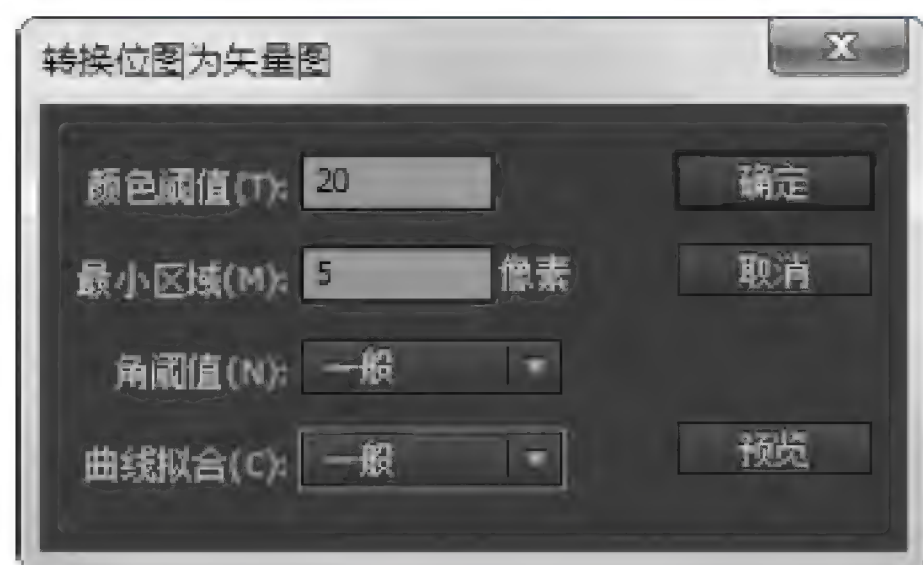 转换位图为矢量图
颜色阈值(T): 20 确定
最小区域(M): 5 像素 取消
角阈值(N): 一般
曲线拟合(C): 一般 预览